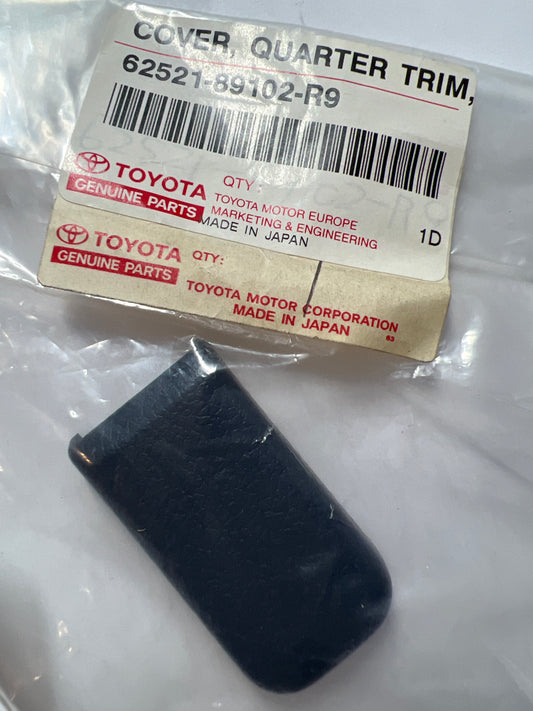 COVER, QUARTER TRIM,
62521-89102-R9
TOYOTA
GENUINE PARTS
QTY :
TOYOTA MOTOR EUROPE
MARKETING & ENGINEERING
MADE IN JAPAN
1D
TOYOTA
GENUINE PARTS
QTY:
TOYOTA MOTOR CORPORATION
MADE IN JAPAN
63